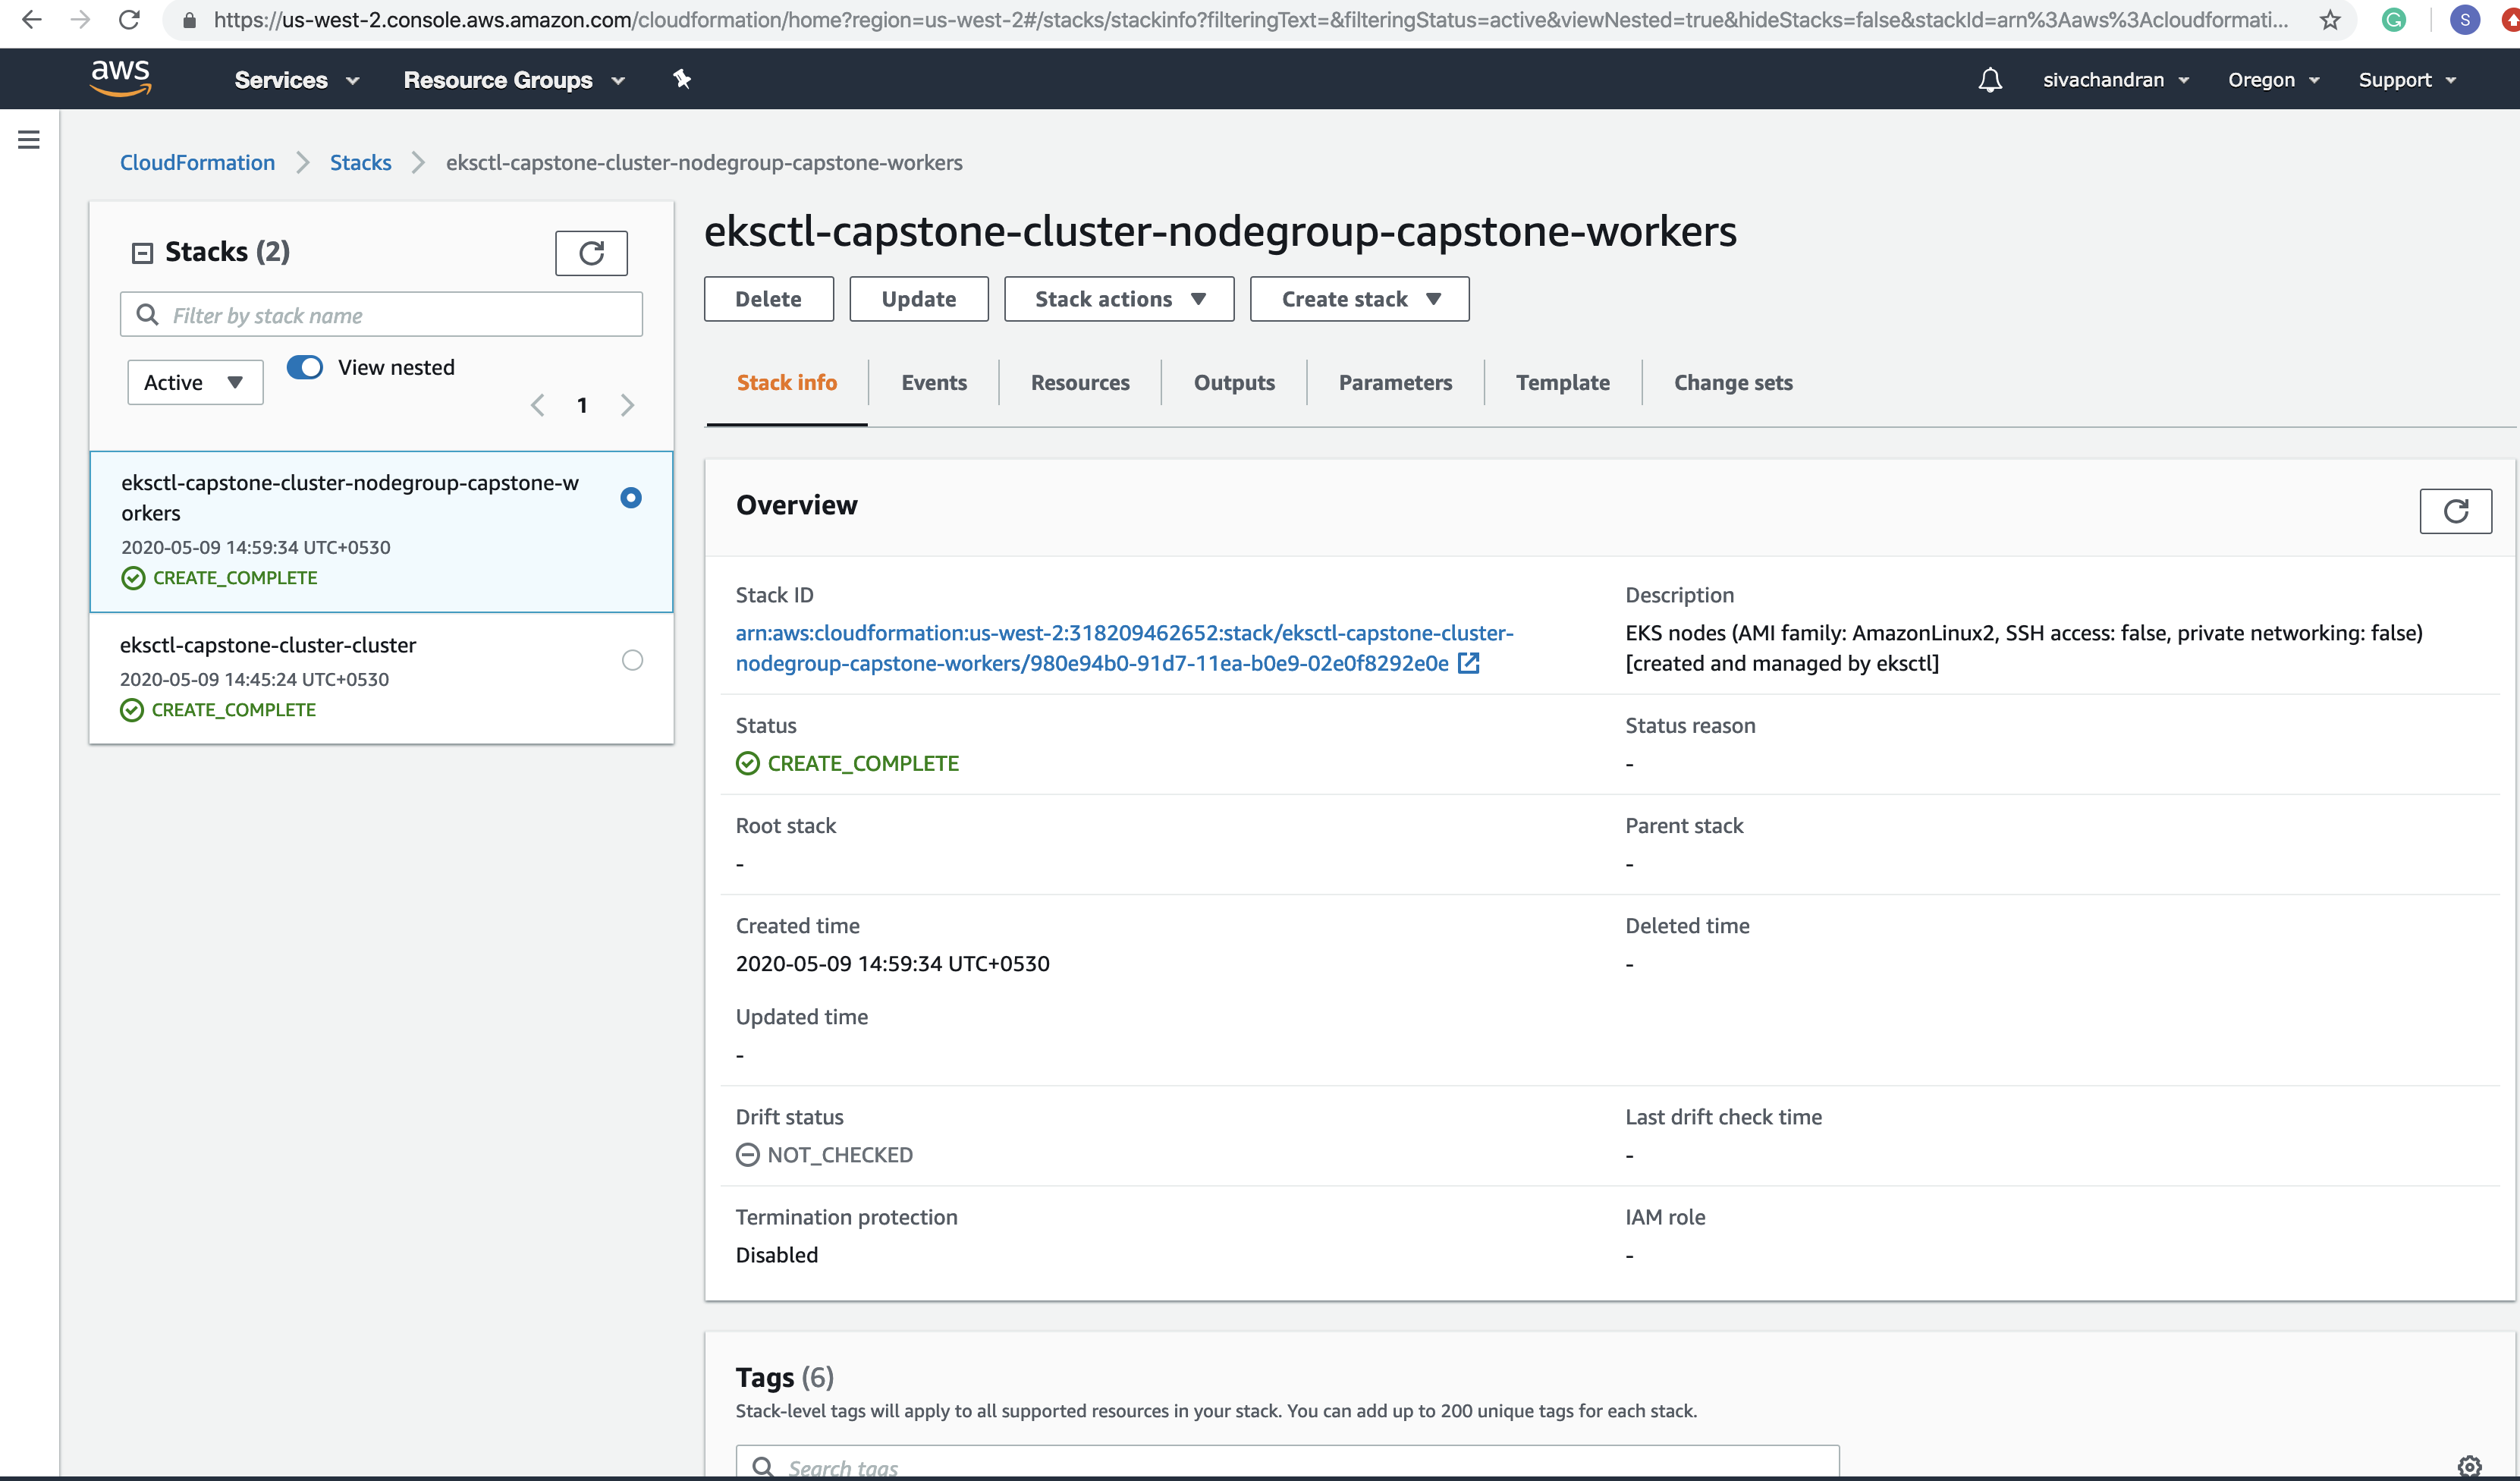 https://us-west-2.console.aws.amazon.com/cloudformation/home?region=us-west-2#/stacks/stackinfo?filteringText=&filteringStatus=active&viewNested=true&hideStacks=false&stackId=arn%3Aaws%3Acloudformati...
G
S
aws
Services
Resource Groups
sivachandran
Oregon
Support
CloudFormation
Stacks
eksctl-capstone-cluster-nodegroup-capstone-workers
Stacks (2)
Filter by stack name
Active
View nested
1
eksctl-capstone-cluster-nodegroup-capstone-w
orkers
2020-05-09 14:59:34 UTC+0530
CREATE_COMPLETE
eksctl-capstone-cluster-cluster
2020-05-09 14:45:24 UTC+0530
CREATE_COMPLETE
eksctl-capstone-cluster-nodegroup-capstone-workers
Delete
Update
Stack actions
Create stack
Stack info
Events
Resources
Outputs
Parameters
Template
Change sets
Overview
Stack ID
arn:aws:cloudformation:us-west-2:318209462652:stack/eksctl-capstone-cluster-
nodegroup-capstone-workers/980e94b0-91d7-11ea-b0e9-02e0f8292e0e
Description
EKS nodes (AMI family: AmazonLinux2, SSH access: false, private networking: false)
[created and managed by eksctl]
Status
CREATE_COMPLETE
Status reason
-
Root stack
-
Parent stack
-
Created time
2020-05-09 14:59:34 UTC+0530
Deleted time
-
Updated time
-
Drift status
NOT_CHECKED
Last drift check time
-
Termination protection
Disabled
IAM role
-
Tags (6)
Stack-level tags will apply to all supported resources in your stack. You can add up to 200 unique tags for each stack.
Search tags